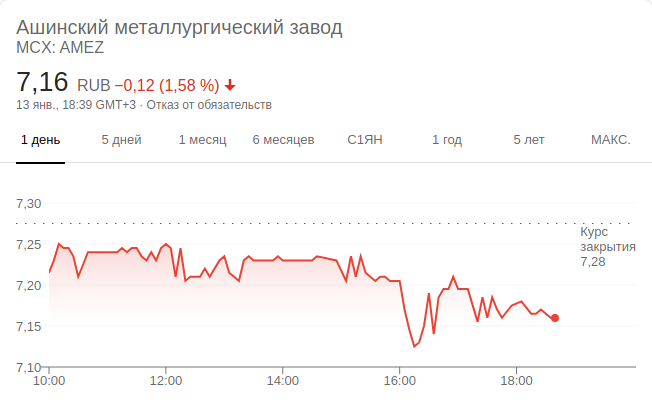 Ашинский металлургический завод
MCX: AMEZ
7,16 RUB −0,12 (1,58 %)
13 янв., 18:39 GMT+3 · Отказ от обязательств
1 день 5 дней 1 месяц 6 месяцев С1ЯН 1 год 5 лет МАКС.
7,30
Курс
закрытия
7,28
7,25
7,20
7,15
7,10
10:00 12:00 14:00 16:00 18:00